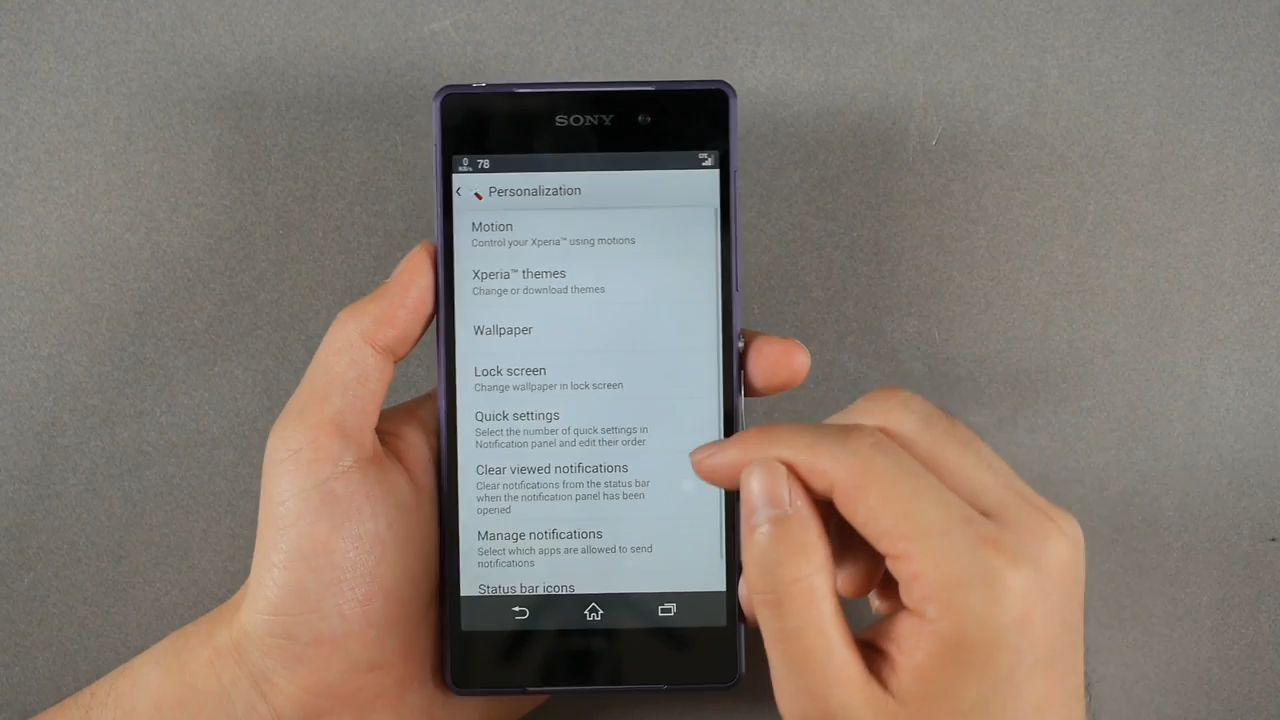 SONY
0
KB/s
78
Personalization
Motion
Control your Xperia™ using motions
Xperia™ themes
Change or download themes
Wallpaper
Lock screen
Change wallpaper in lock screen
Quick settings
Select the number of quick settings in
Notification panel and edit their order
Clear viewed notifications
Clear notifications from the status bar
when the notification panel has been
opened
Manage notifications
Select which apps are allowed to send
notifications
Status bar icons